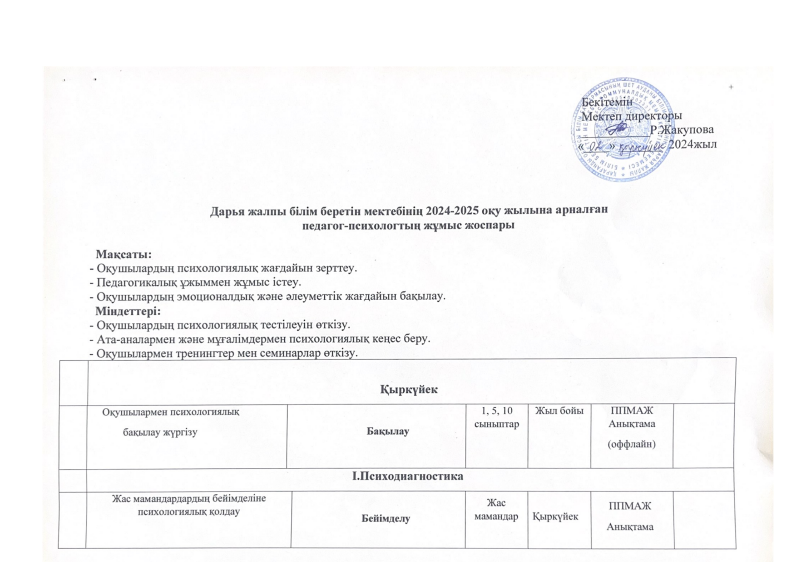 Бекітемін
Мектеп директоры
Р.Жакупова
« 02 » қыркүйек 2024жыл
Дарья жалпы білім беретін мектебінің 2024-2025 оқу жылына арналған
педагог-психологтың жұмыс жоспары
Мақсаты:
- Оқушылардың психологиялық жағдайын зерттеу.
- Педагогикалық ұжыммен жұмыс істеу.
- Оқушылардың эмоционалдық және әлеуметтік жағдайын бақылау.
Міндеттері:
- Оқушылардың психологиялық тестілеуін өткізу.
- Ата-аналармен және мұғалімдермен психологиялық кеңес беру.
- Оқушылармен тренингтер мен семинарлар өткізу.
Қыркүйек
Оқушылармен психологиялық
бақылау жүргізу
Бақылау
1, 5, 10
сыныптар
Жыл бойы
ППМАЖ
Анықтама
(оффлайн)
I.Психодиагностика
Жас мамандардардың бейімделіне
психологиялық қолдау
Бейімделу
Жас
мамандар
Қыркүйек
ППМАЖ
Анықтама